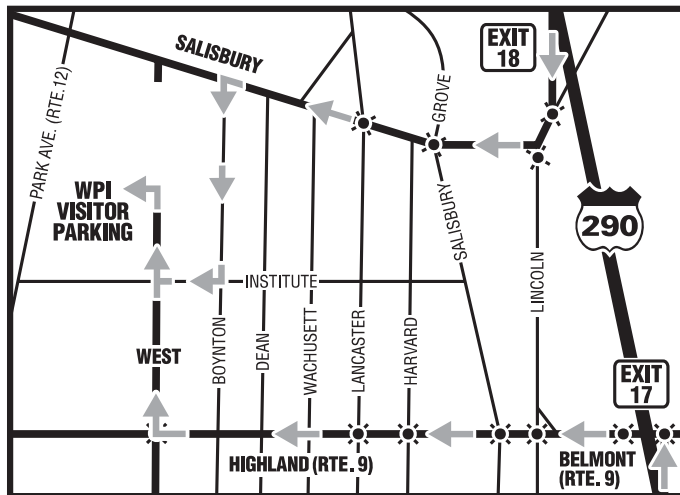 SALISBURY
EXIT
18
PARK AVE. (RTE.12)
GROVE
WPI
VISITOR
PARKING
290
SALISBURY
INSTITUTE
LINCOLN
WEST
BOYNTON
DEAN
WACHUSETT
LANCASTER
HARVARD
EXIT
17
HIGHLAND (RTE. 9)
BELMONT
(RTE. 9)